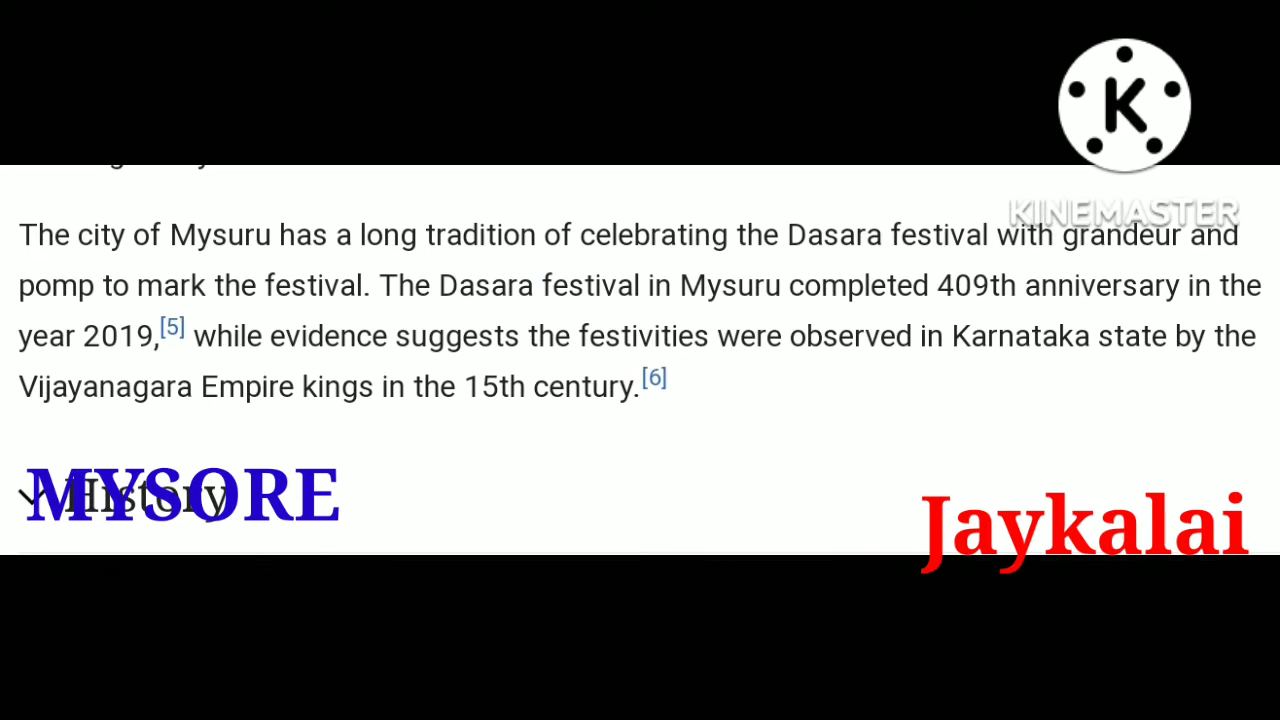 K
KINEMASTER
The city of Mysuru has a long tradition of celebrating the Dasara festival with grandeur and
pomp to mark the festival. The Dasara festival in Mysuru completed 409th anniversary in the
year 2019,[5] while evidence suggests the festivities were observed in Karnataka state by the
Vijayanagara Empire kings in the 15th century.[6]
History
MYSORE
Jaykalai